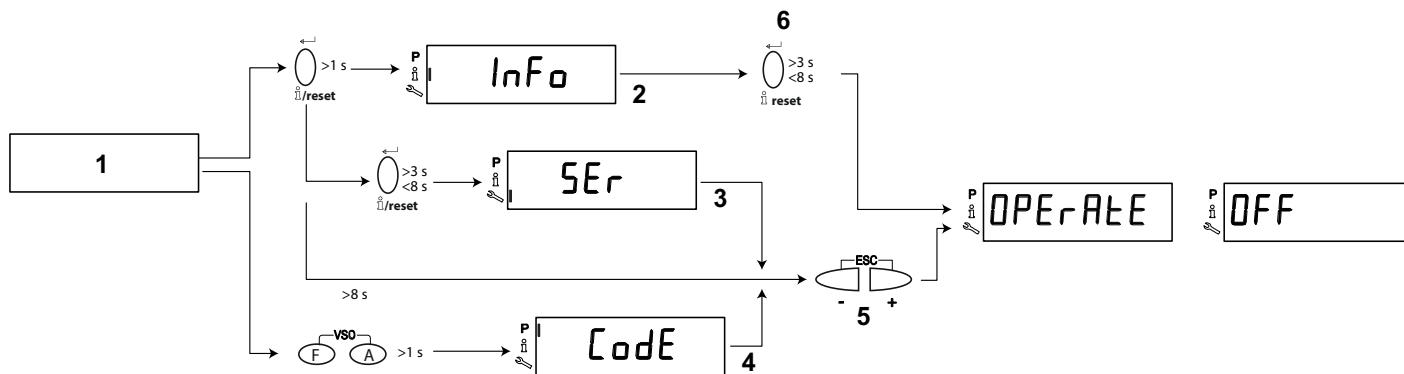 6
>1 s
i/reset
P
i
InFo
2
>3 s
<8 s
i reset
1
>3 s
<8 s
i/reset
P
i
SEr
3
P
i
OPErAtE
P
i
OFF
>8 s
ESC
- +
5
VSO
F A
>1 s
P
i
CodE
4